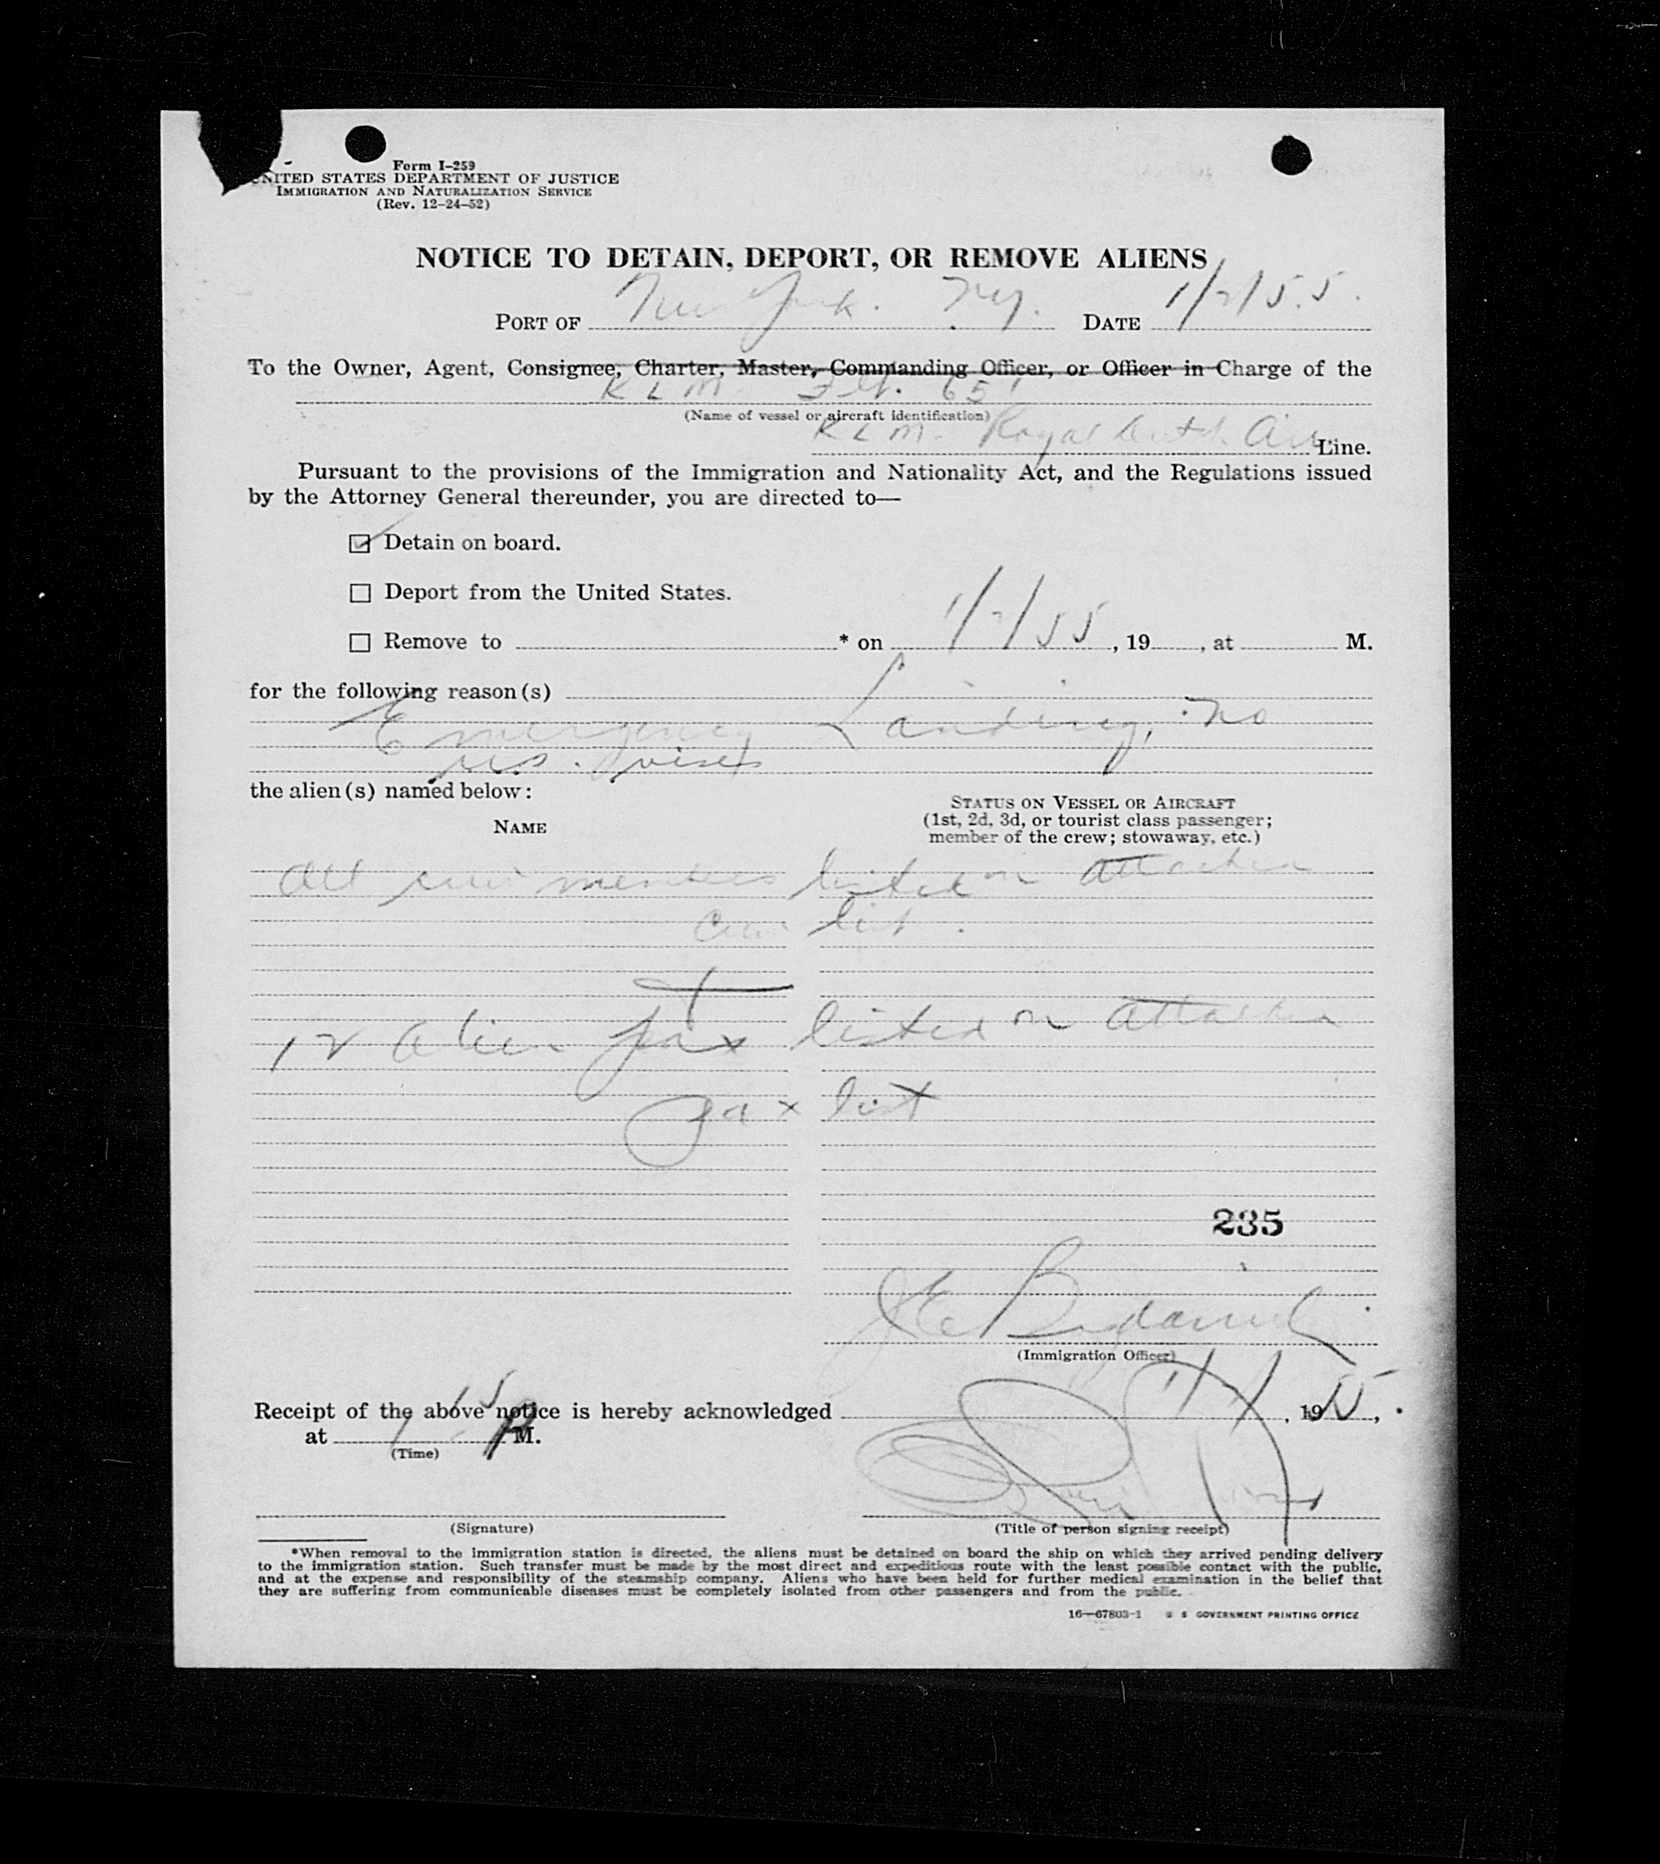 Form I-259
UNITED STATES DEPARTMENT OF JUSTICE
IMMIGRATION AND NATURALIZATION SERVICE
(Rev. 12-24-52)
NOTICE TO DETAIN, DEPORT, OR REMOVE ALIENS
PORT OF New York. NY. DATE 1/7/55.
To the Owner, Agent, Consignee, Charter, Master, Commanding Officer, or Officer in Charge of the
KLM Flt. 651
(Name of vessel or aircraft identification)
KLM. Royal Dutch Air Line.
Pursuant to the provisions of the Immigration and Nationality Act, and the Regulations issued
by the Attorney General thereunder, you are directed to—
Detain on board.
Deport from the United States.
Remove to * on 1/7/55, 19 , at M.
for the following reason(s)
Emergency Landing, no
U.S. visas
the alien(s) named below:
STATUS ON VESSEL OR AIRCRAFT
(1st, 2d, 3d, or tourist class passenger;
member of the crew; stowaway, etc.)
NAME
All crew members listed on attached
crew list.
12 alien pax listed on attached
pax list
235
(Immigration Officer)
Receipt of the above notice is hereby acknowledged 1/7, 1955,
at P M.
(Time)
(Signature)
(Title of person signing receipt)
*When removal to the immigration station is directed, the aliens must be detained on board the ship on which they arrived pending delivery
to the immigration station. Such transfer must be made by the most direct and expeditious route with the least possible contact with the public,
and at the expense and responsibility of the steamship company. Aliens who have been held for further medical examination in the belief that
they are suffering from communicable diseases must be completely isolated from other passengers and from the public.
16—67803-1 U S GOVERNMENT PRINTING OFFICE